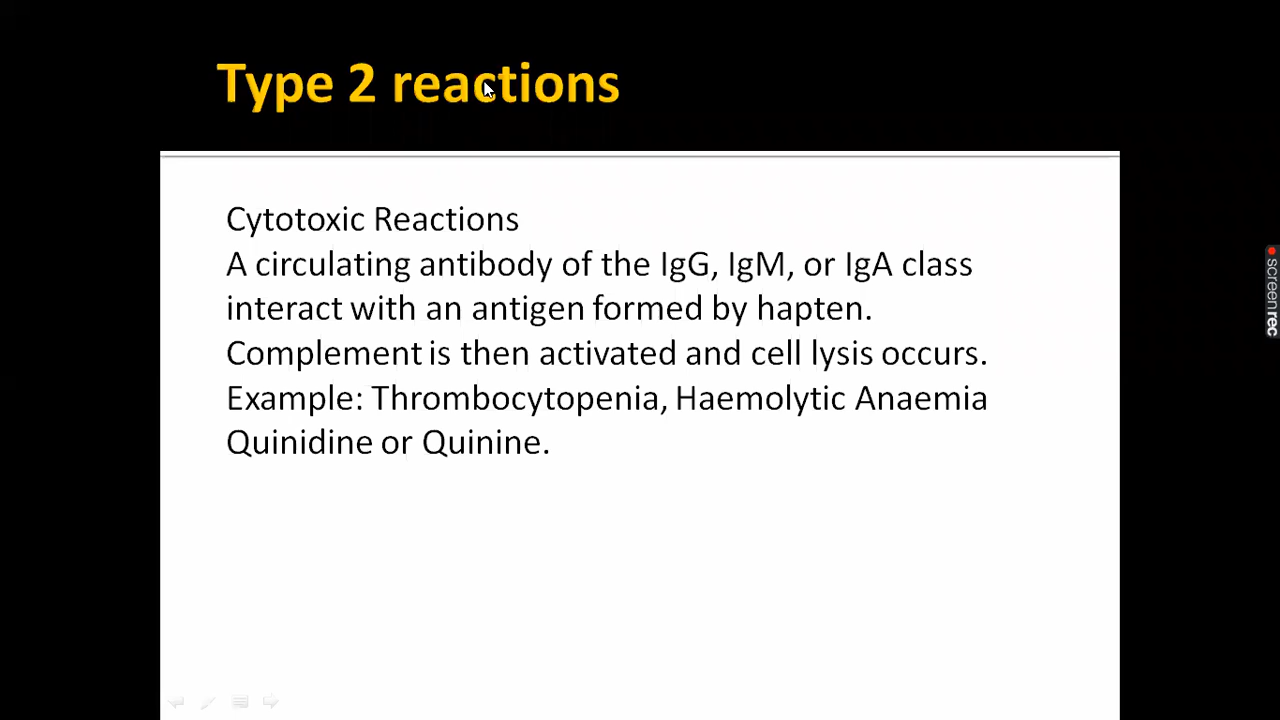 Type 2 reactions
Cytotoxic Reactions
A circulating antibody of the IgG, IgM, or IgA class
interact with an antigen formed by hapten.
Complement is then activated and cell lysis occurs.
Example: Thrombocytopenia, Haemolytic Anaemia
Quinidine or Quinine.
screenrec